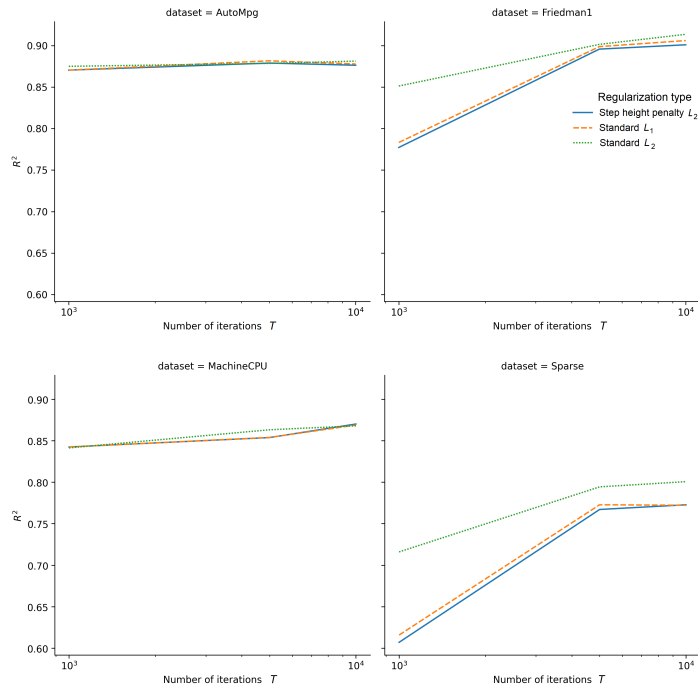 dataset = AutoMpg
dataset = Friedman1
0.90
0.85
0.80
0.75
0.70
0.65
0.60
R²
Regularization type
Step height penalty L₂
Standard L₁
Standard L₂
10³
10⁴
Number of iterations T
10³
10⁴
Number of iterations T
dataset = MachineCPU
dataset = Sparse
0.90
0.85
0.80
0.75
0.70
0.65
0.60
R²
10³
10⁴
Number of iterations T
10³
10⁴
Number of iterations T